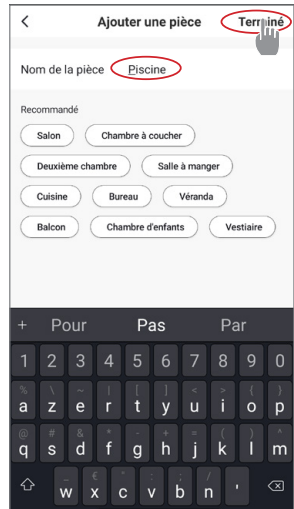 Ajouter une pièce Terminé
Nom de la pièce Piscine
Recommandé
Salon Chambre à coucher
Deuxième chambre Salle à manger
Cuisine Bureau Véranda
Balcon Chambre d'enfants Vestiaire
+ Pour Pas Par
1 2 3 4 5 6 7 8 9 0
% \ ~ | [ ] < > { }
a z e r t y u i o p
@ # & * - + = ( ) !
q s d f g h j k l m
_ € " ' : ; /
w x c v b n '